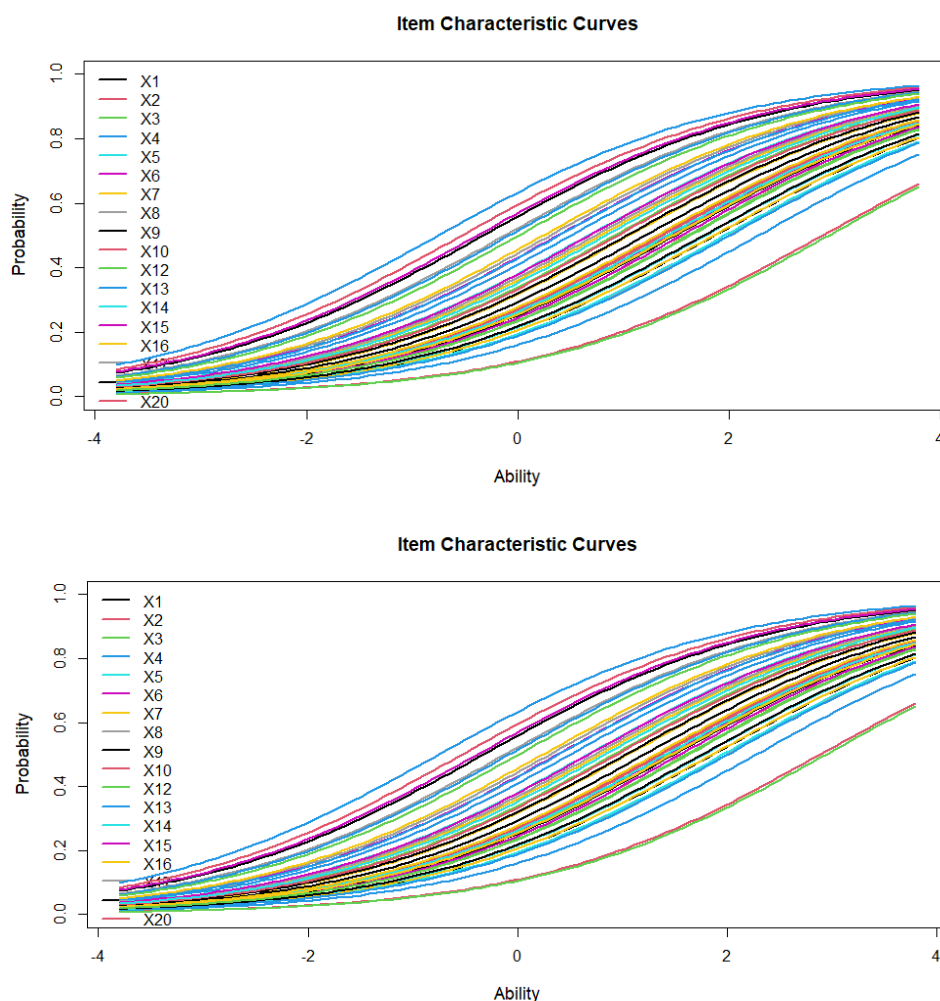 Item Characteristic Curves
Probability
1.0
0.8
0.6
0.4
0.2
0.0
X1
X2
X3
X4
X5
X6
X7
X8
X9
X10
X12
X13
X14
X15
X16
X20
-4
-2
0
2
4
Ability
Item Characteristic Curves
Probability
1.0
0.8
0.6
0.4
0.2
0.0
X1
X2
X3
X4
X5
X6
X7
X8
X9
X10
X12
X13
X14
X15
X16
X20
-4
-2
0
2
4
Ability